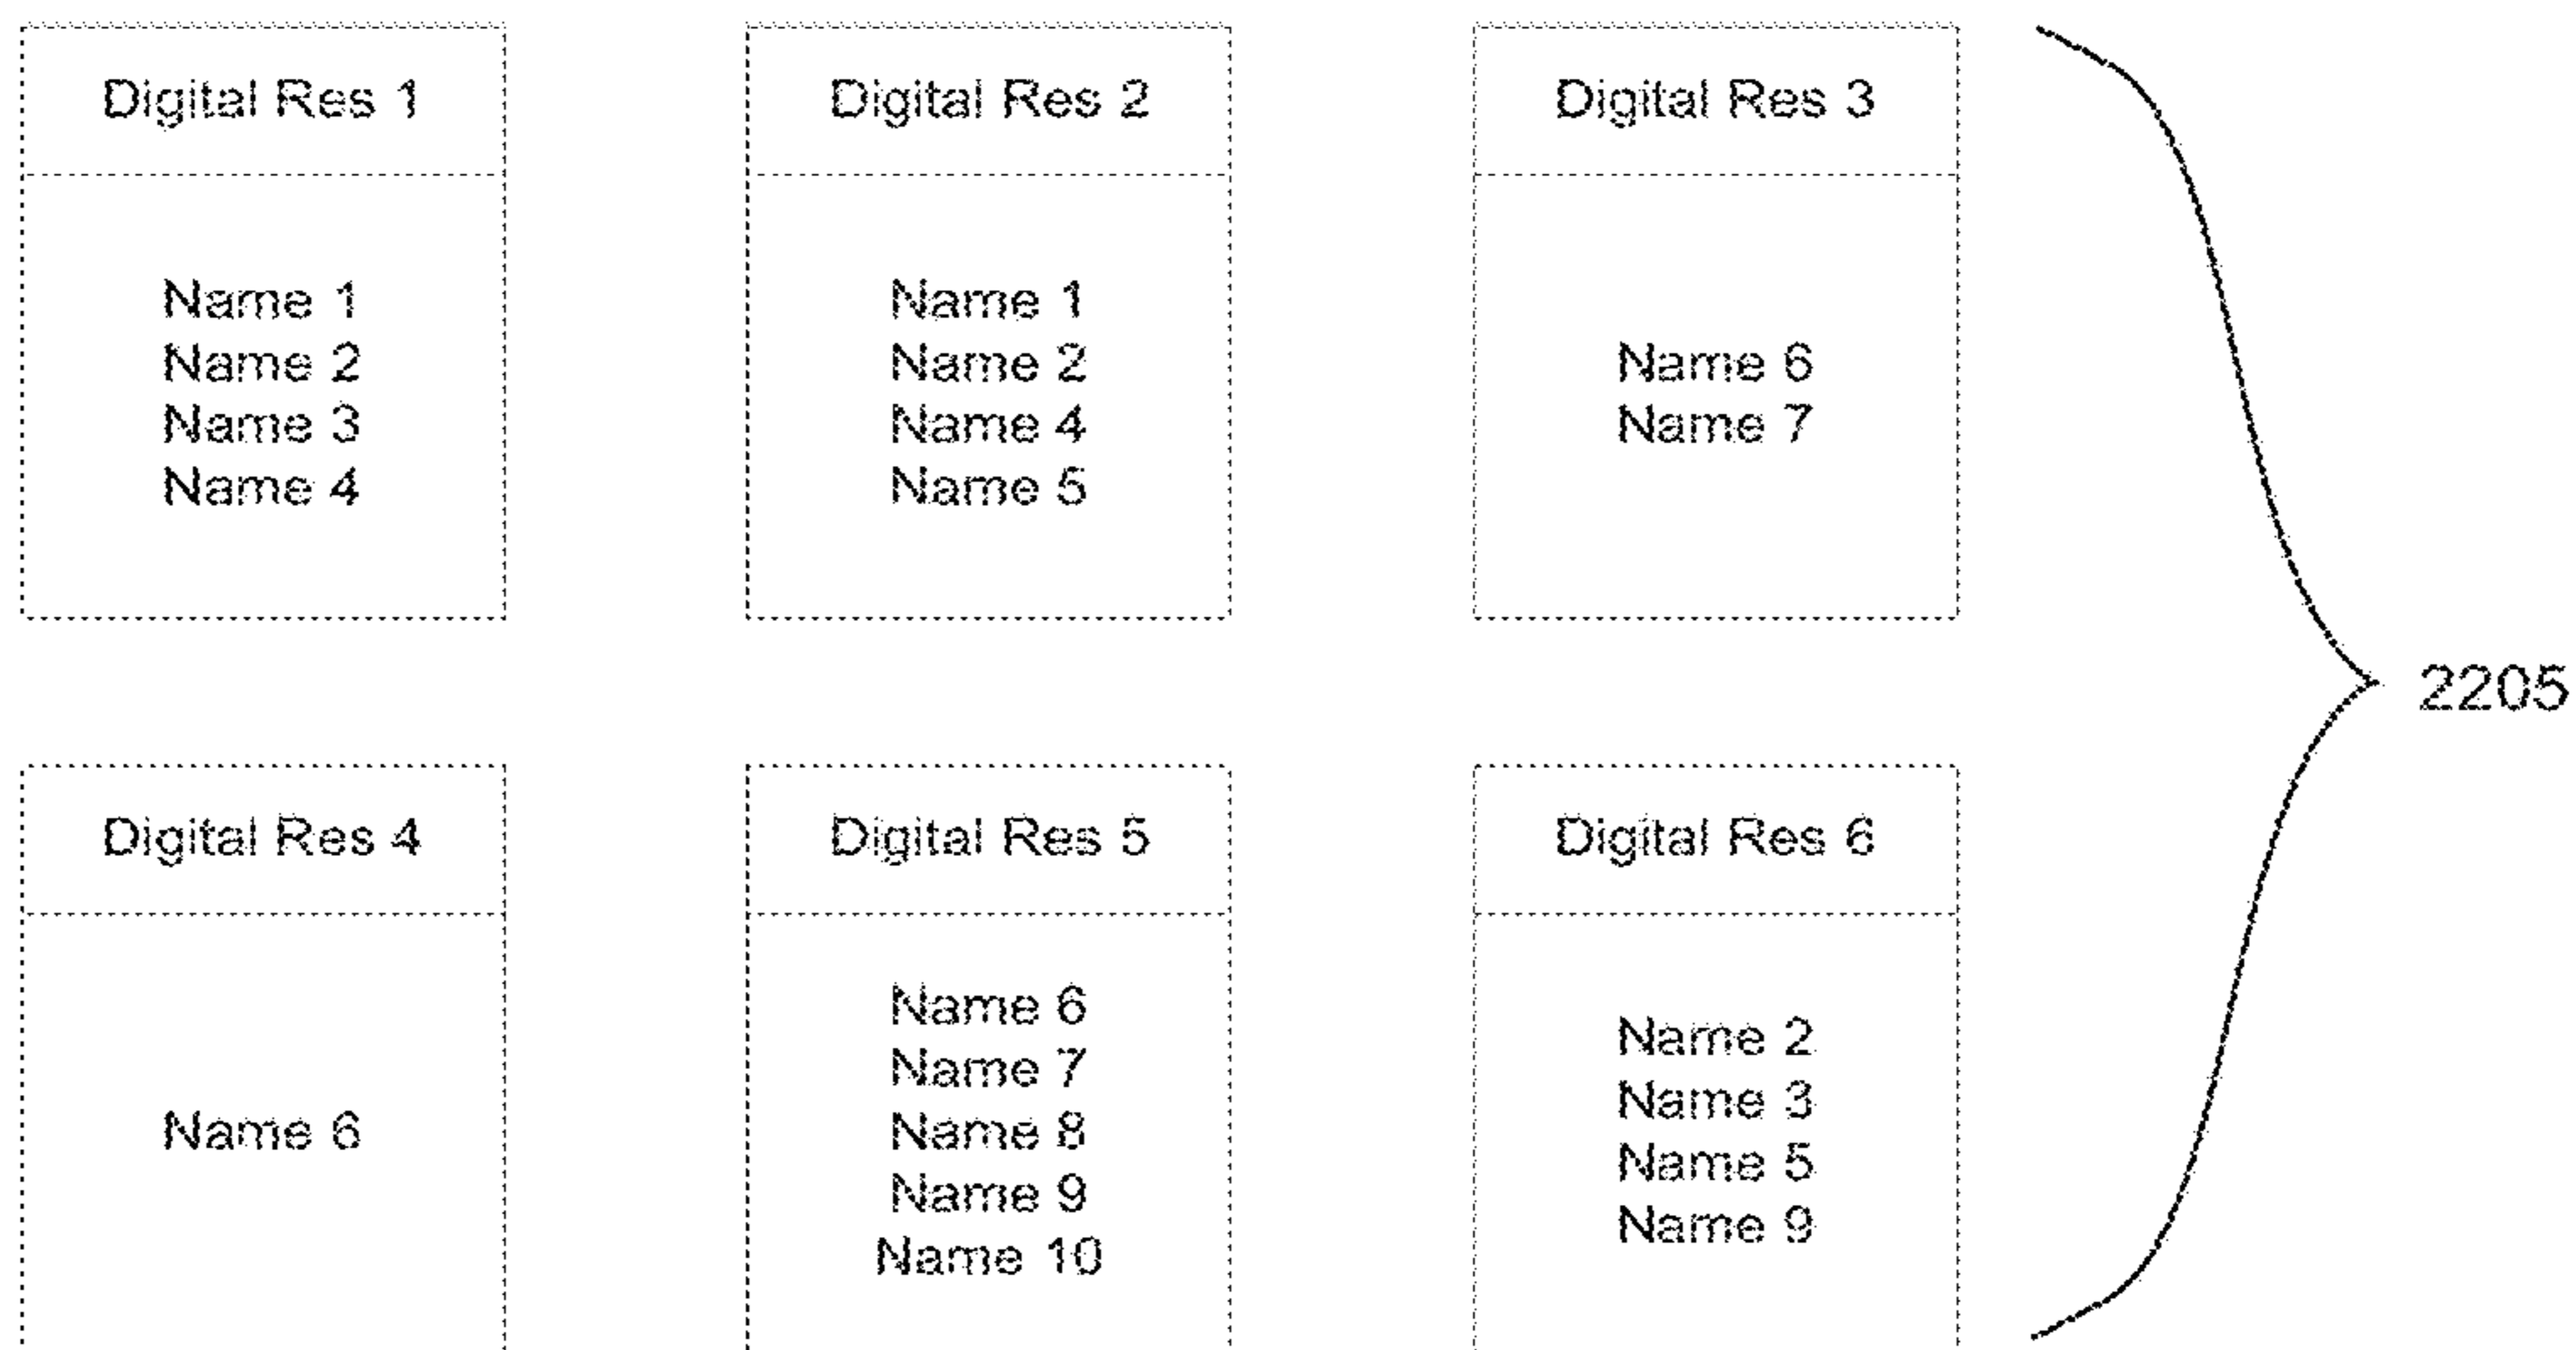 Digital Res 1
Name 1
Name 2
Name 3
Name 4
Digital Res 2
Name 1
Name 2
Name 4
Name 5
Digital Res 3
Name 6
Name 7
2205
Digital Res 4
Name 6
Digital Res 5
Name 6
Name 7
Name 8
Name 9
Name 10
Digital Res 6
Name 2
Name 3
Name 5
Name 9